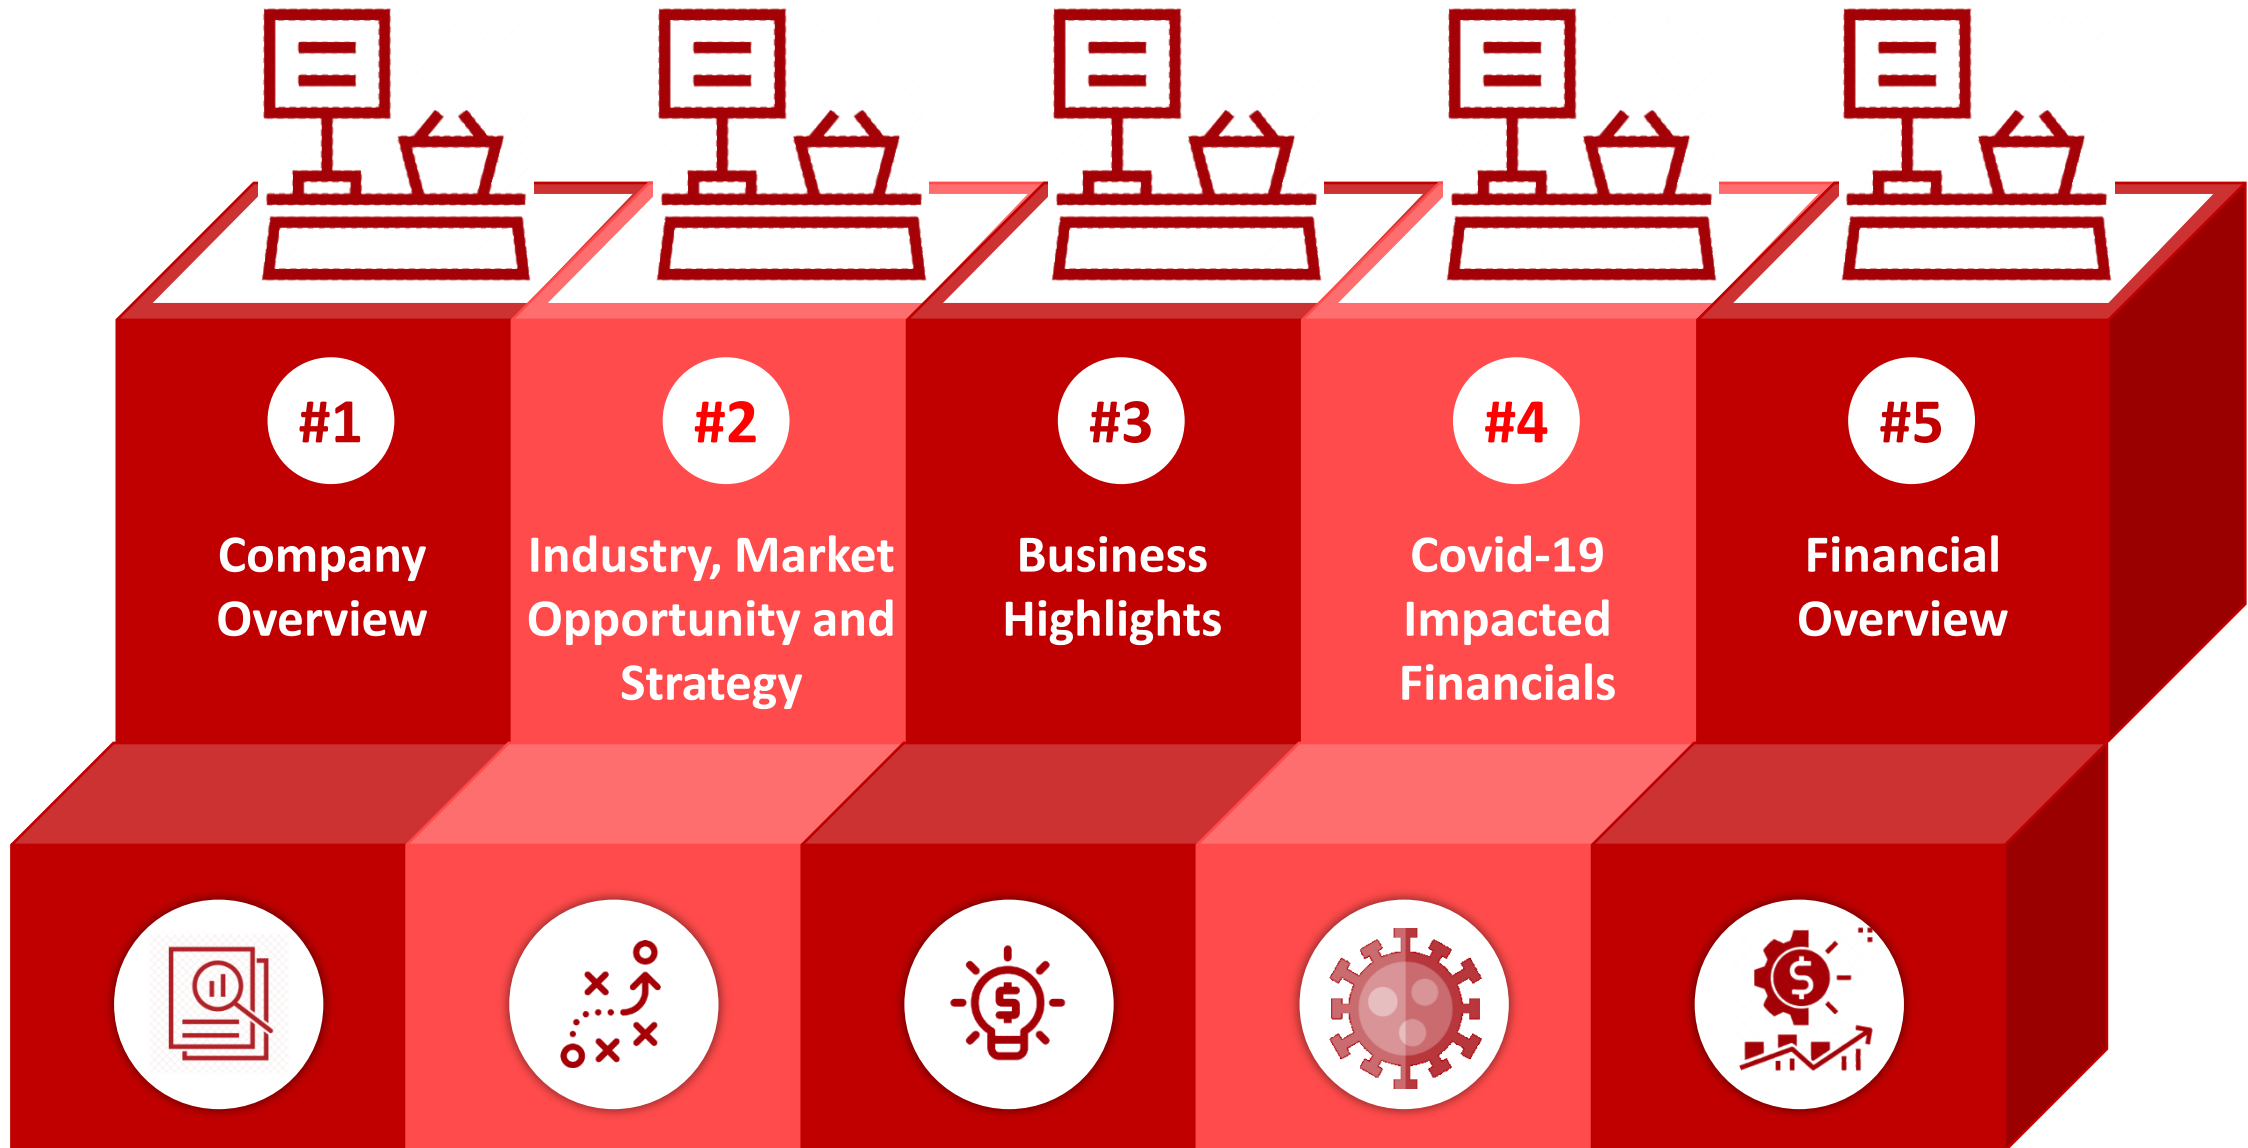 #1
Company
Overview
#2
Industry, Market
Opportunity and
Strategy
#3
Business
Highlights
#4
Covid-19
Impacted
Financials
#5
Financial
Overview
$
$